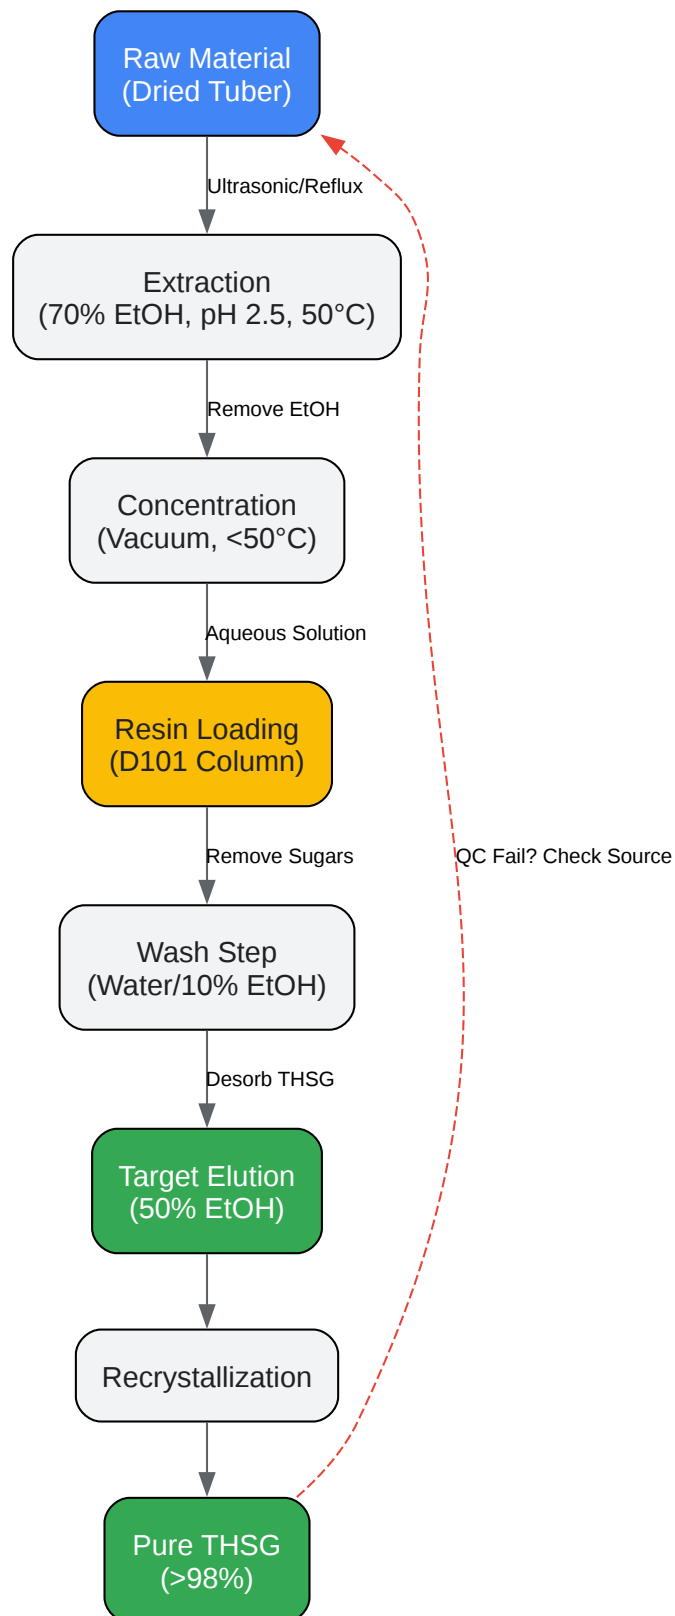 Raw Material
(Dried Tuber)
Ultrasonic/Reflux
Extraction
(70% EtOH, pH 2.5, 50°C)
Remove EtOH
Concentration
(Vacuum, <50°C)
Aqueous Solution
Resin Loading
(D101 Column)
Remove Sugars
QC Fail? Check Source
Wash Step
(Water/10% EtOH)
Desorb THSG
Target Elution
(50% EtOH)
Recrystallization
Pure THSG
(>98%)